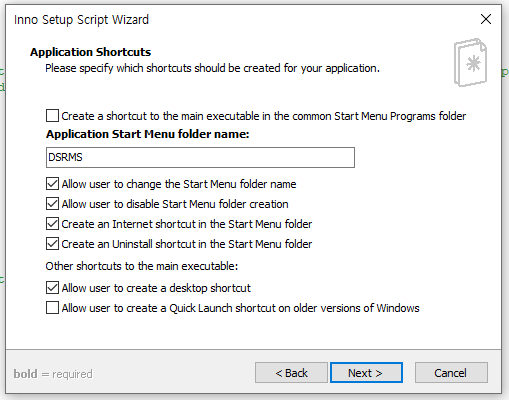 Inno Setup Script Wizard
Application Shortcuts
Please specify which shortcuts should be created for your application.
Create a shortcut to the main executable in the common Start Menu Programs folder
Application Start Menu folder name:
DSRMS
Allow user to change the Start Menu folder name
Allow user to disable Start Menu folder creation
Create an Internet shortcut in the Start Menu folder
Create an Uninstall shortcut in the Start Menu folder
Other shortcuts to the main executable:
Allow user to create a desktop shortcut
Allow user to create a Quick Launch shortcut on older versions of Windows
bold = required
< Back
Next >
Cancel